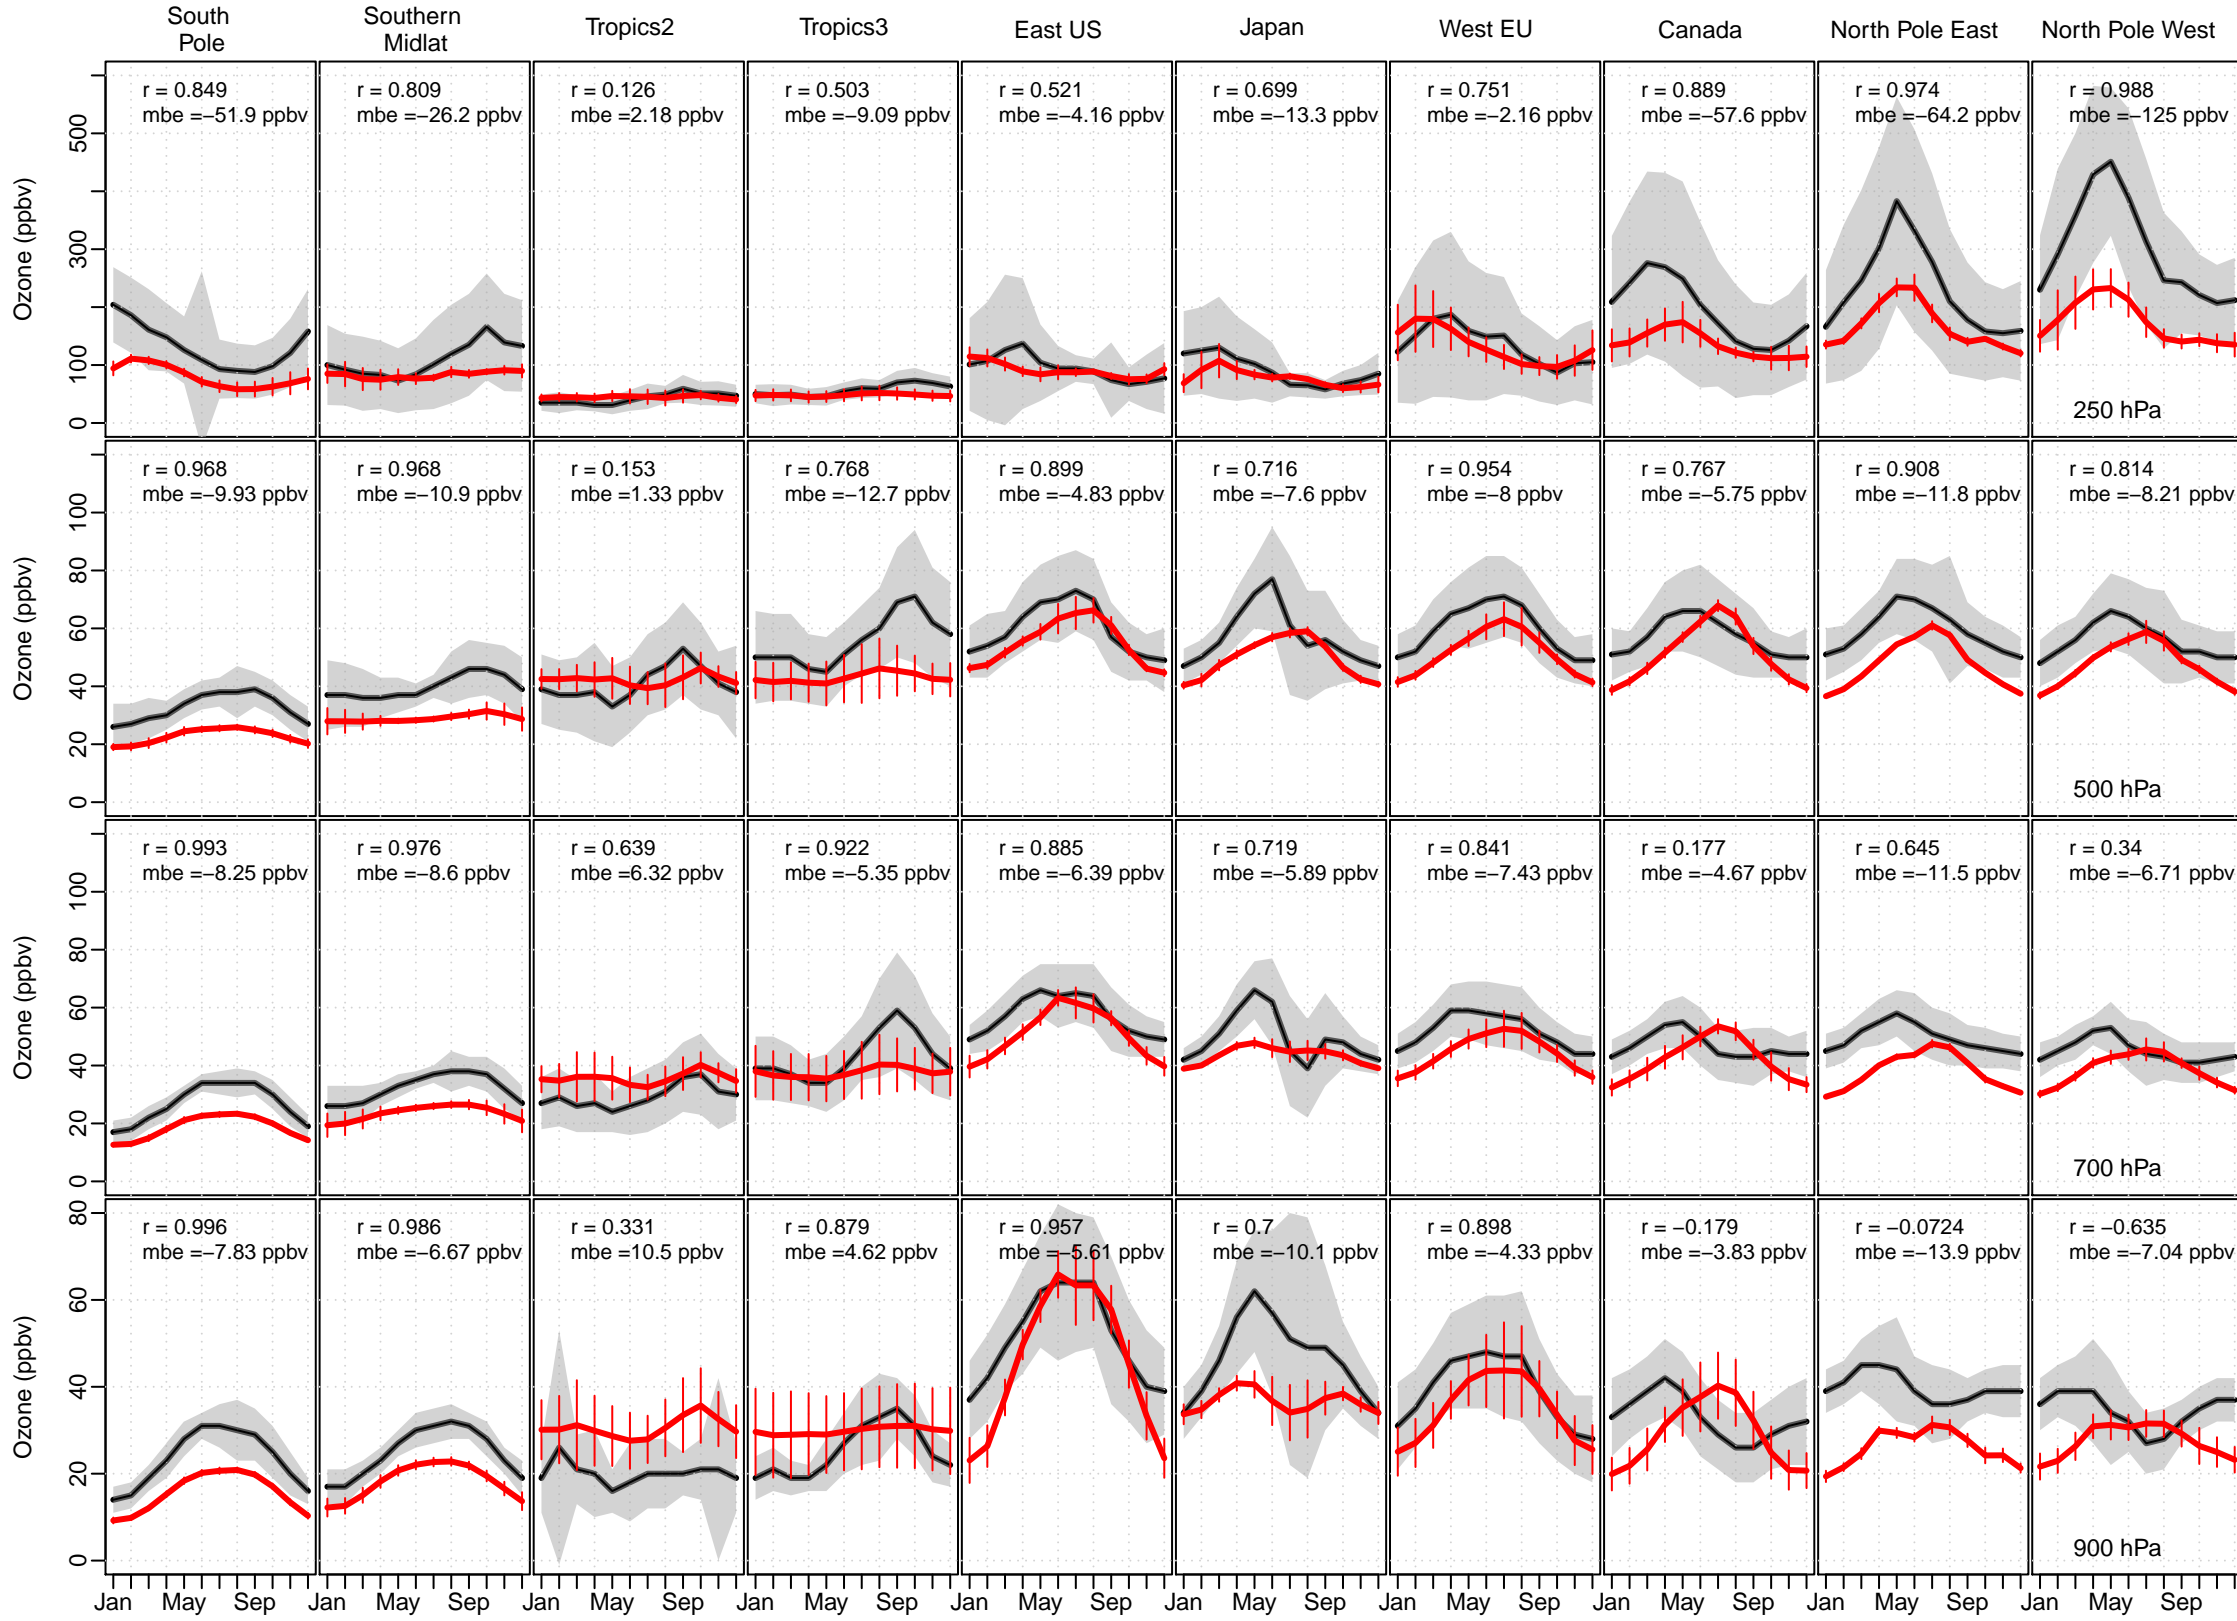 South Pole
Southern Midlat
Tropics2
Tropics3
East US
Japan
West EU
Canada
North Pole East
North Pole West
Ozone (ppbv)
0
100
300
500
r = 0.849
mbe =−51.9 ppbv
r = 0.809
mbe =−26.2 ppbv
r = 0.126
mbe =2.18 ppbv
r = 0.503
mbe =−9.09 ppbv
r = 0.521
mbe =−4.16 ppbv
r = 0.699
mbe =−13.3 ppbv
r = 0.751
mbe =−2.16 ppbv
r = 0.889
mbe =−57.6 ppbv
r = 0.974
mbe =−64.2 ppbv
r = 0.988
mbe =−125 ppbv
250 hPa
Ozone (ppbv)
0
20
40
60
80
100
r = 0.968
mbe =−9.93 ppbv
r = 0.968
mbe =−10.9 ppbv
r = 0.153
mbe =1.33 ppbv
r = 0.768
mbe =−12.7 ppbv
r = 0.899
mbe =−4.83 ppbv
r = 0.716
mbe =−7.6 ppbv
r = 0.954
mbe =−8 ppbv
r = 0.767
mbe =−5.75 ppbv
r = 0.908
mbe =−11.8 ppbv
r = 0.814
mbe =−8.21 ppbv
500 hPa
Ozone (ppbv)
0
20
40
60
80
100
r = 0.993
mbe =−8.25 ppbv
r = 0.976
mbe =−8.6 ppbv
r = 0.639
mbe =6.32 ppbv
r = 0.922
mbe =−5.35 ppbv
r = 0.885
mbe =−6.39 ppbv
r = 0.719
mbe =−5.89 ppbv
r = 0.841
mbe =−7.43 ppbv
r = 0.177
mbe =−4.67 ppbv
r = 0.645
mbe =−11.5 ppbv
r = 0.34
mbe =−6.71 ppbv
700 hPa
Ozone (ppbv)
0
20
40
60
80
r = 0.996
mbe =−7.83 ppbv
r = 0.986
mbe =−6.67 ppbv
r = 0.331
mbe =10.5 ppbv
r = 0.879
mbe =4.62 ppbv
r = 0.957
mbe =−5.61 ppbv
r = 0.7
mbe =−10.1 ppbv
r = 0.898
mbe =−4.33 ppbv
r = −0.179
mbe =−3.83 ppbv
r = −0.0724
mbe =−13.9 ppbv
r = −0.635
mbe =−7.04 ppbv
900 hPa
Jan May Sep Jan May Sep Jan May Sep Jan May Sep Jan May Sep Jan May Sep Jan May Sep Jan May Sep Jan May Sep Jan May Sep